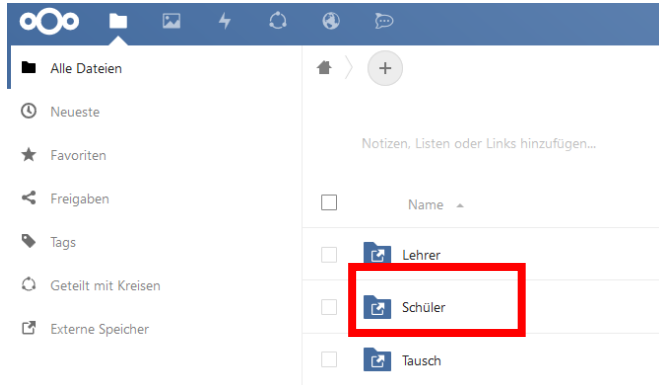 Alle Dateien
Neueste
Favoriten
Freigaben
Tags
Geteilt mit Kreisen
Externe Speicher
Notizen, Listen oder Links hinzufügen...
Name
Lehrer
Schüler
Tausch